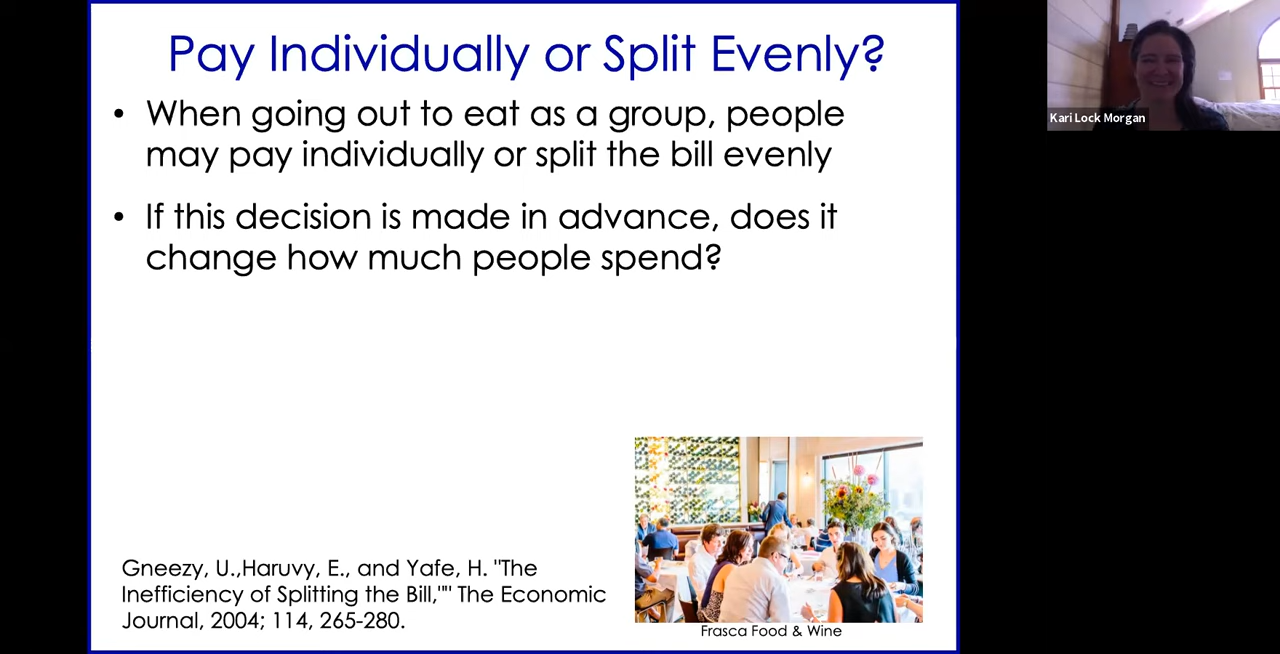 Pay Individually or Split Evenly?
• When going out to eat as a group, people
may pay individually or split the bill evenly
• If this decision is made in advance, does it
change how much people spend?
Gneezy, U.,Haruvy, E., and Yafe, H. "The
Inefficiency of Splitting the Bill,"" The Economic
Journal, 2004; 114, 265-280.
Frasca Food & Wine
Kari Lock Morgan